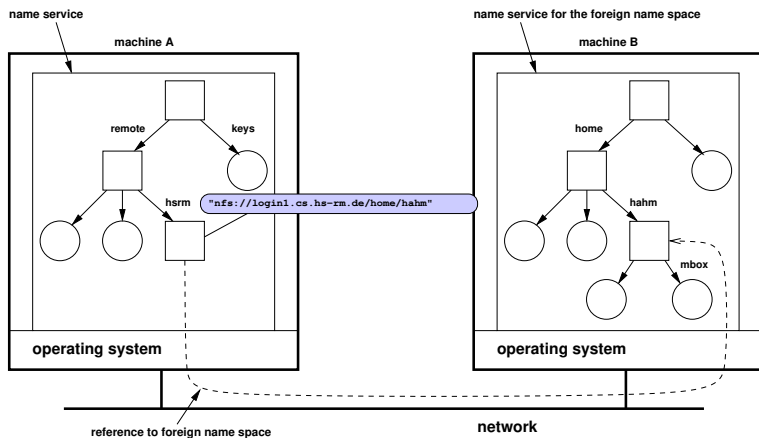 name service
name service for the foreign name space
machine A
machine B
remote
keys
home
hsrm
"nfs://login1.cs.hs-rm.de/home/hahm"
hahm
mbox
operating system
operating system
network
reference to foreign name space